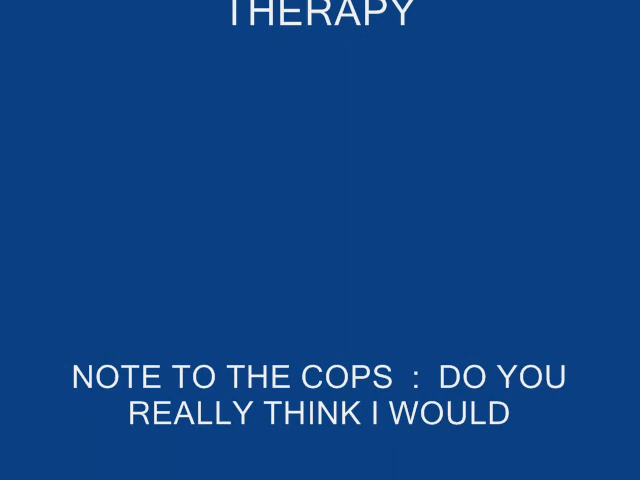 THERAPY
NOTE TO THE COPS : DO YOU
REALLY THINK I WOULD